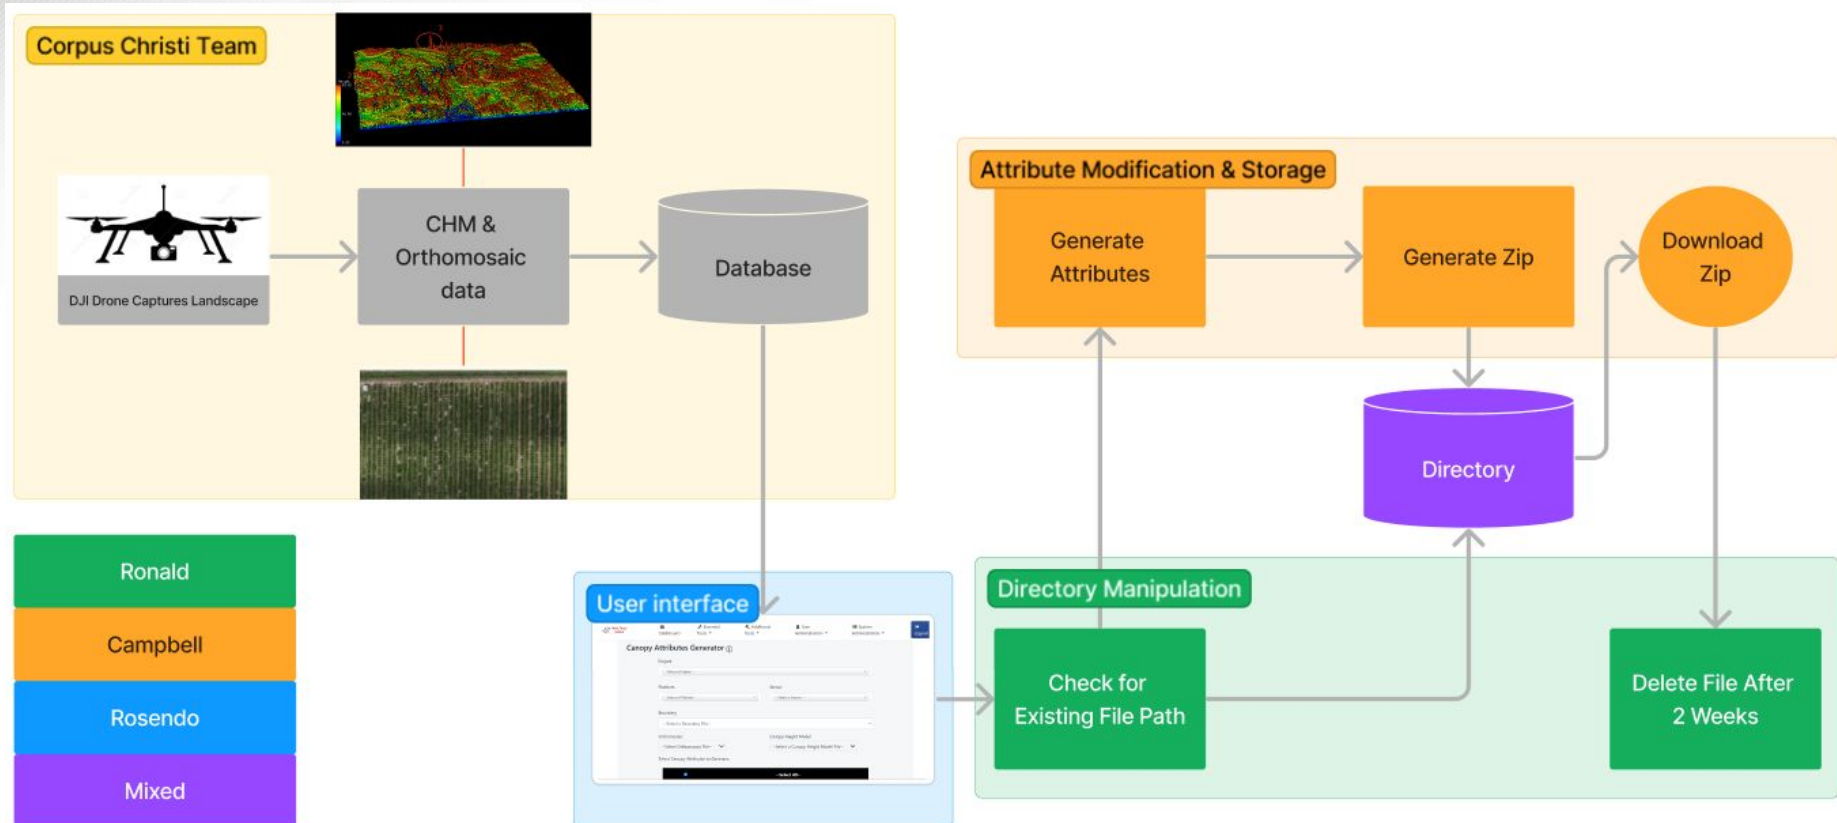 Corpus Christi Team
DJI Drone Captures Landscape
CHM &
Orthomosaic
data
Database
Attribute Modification & Storage
Generate
Attributes
Generate Zip
Download
Zip
Directory
Ronald
Campbell
Rosendo
Mixed
User interface
Canopy Attributes Generator
Directory Manipulation
Check for
Existing File Path
Delete File After
2 Weeks